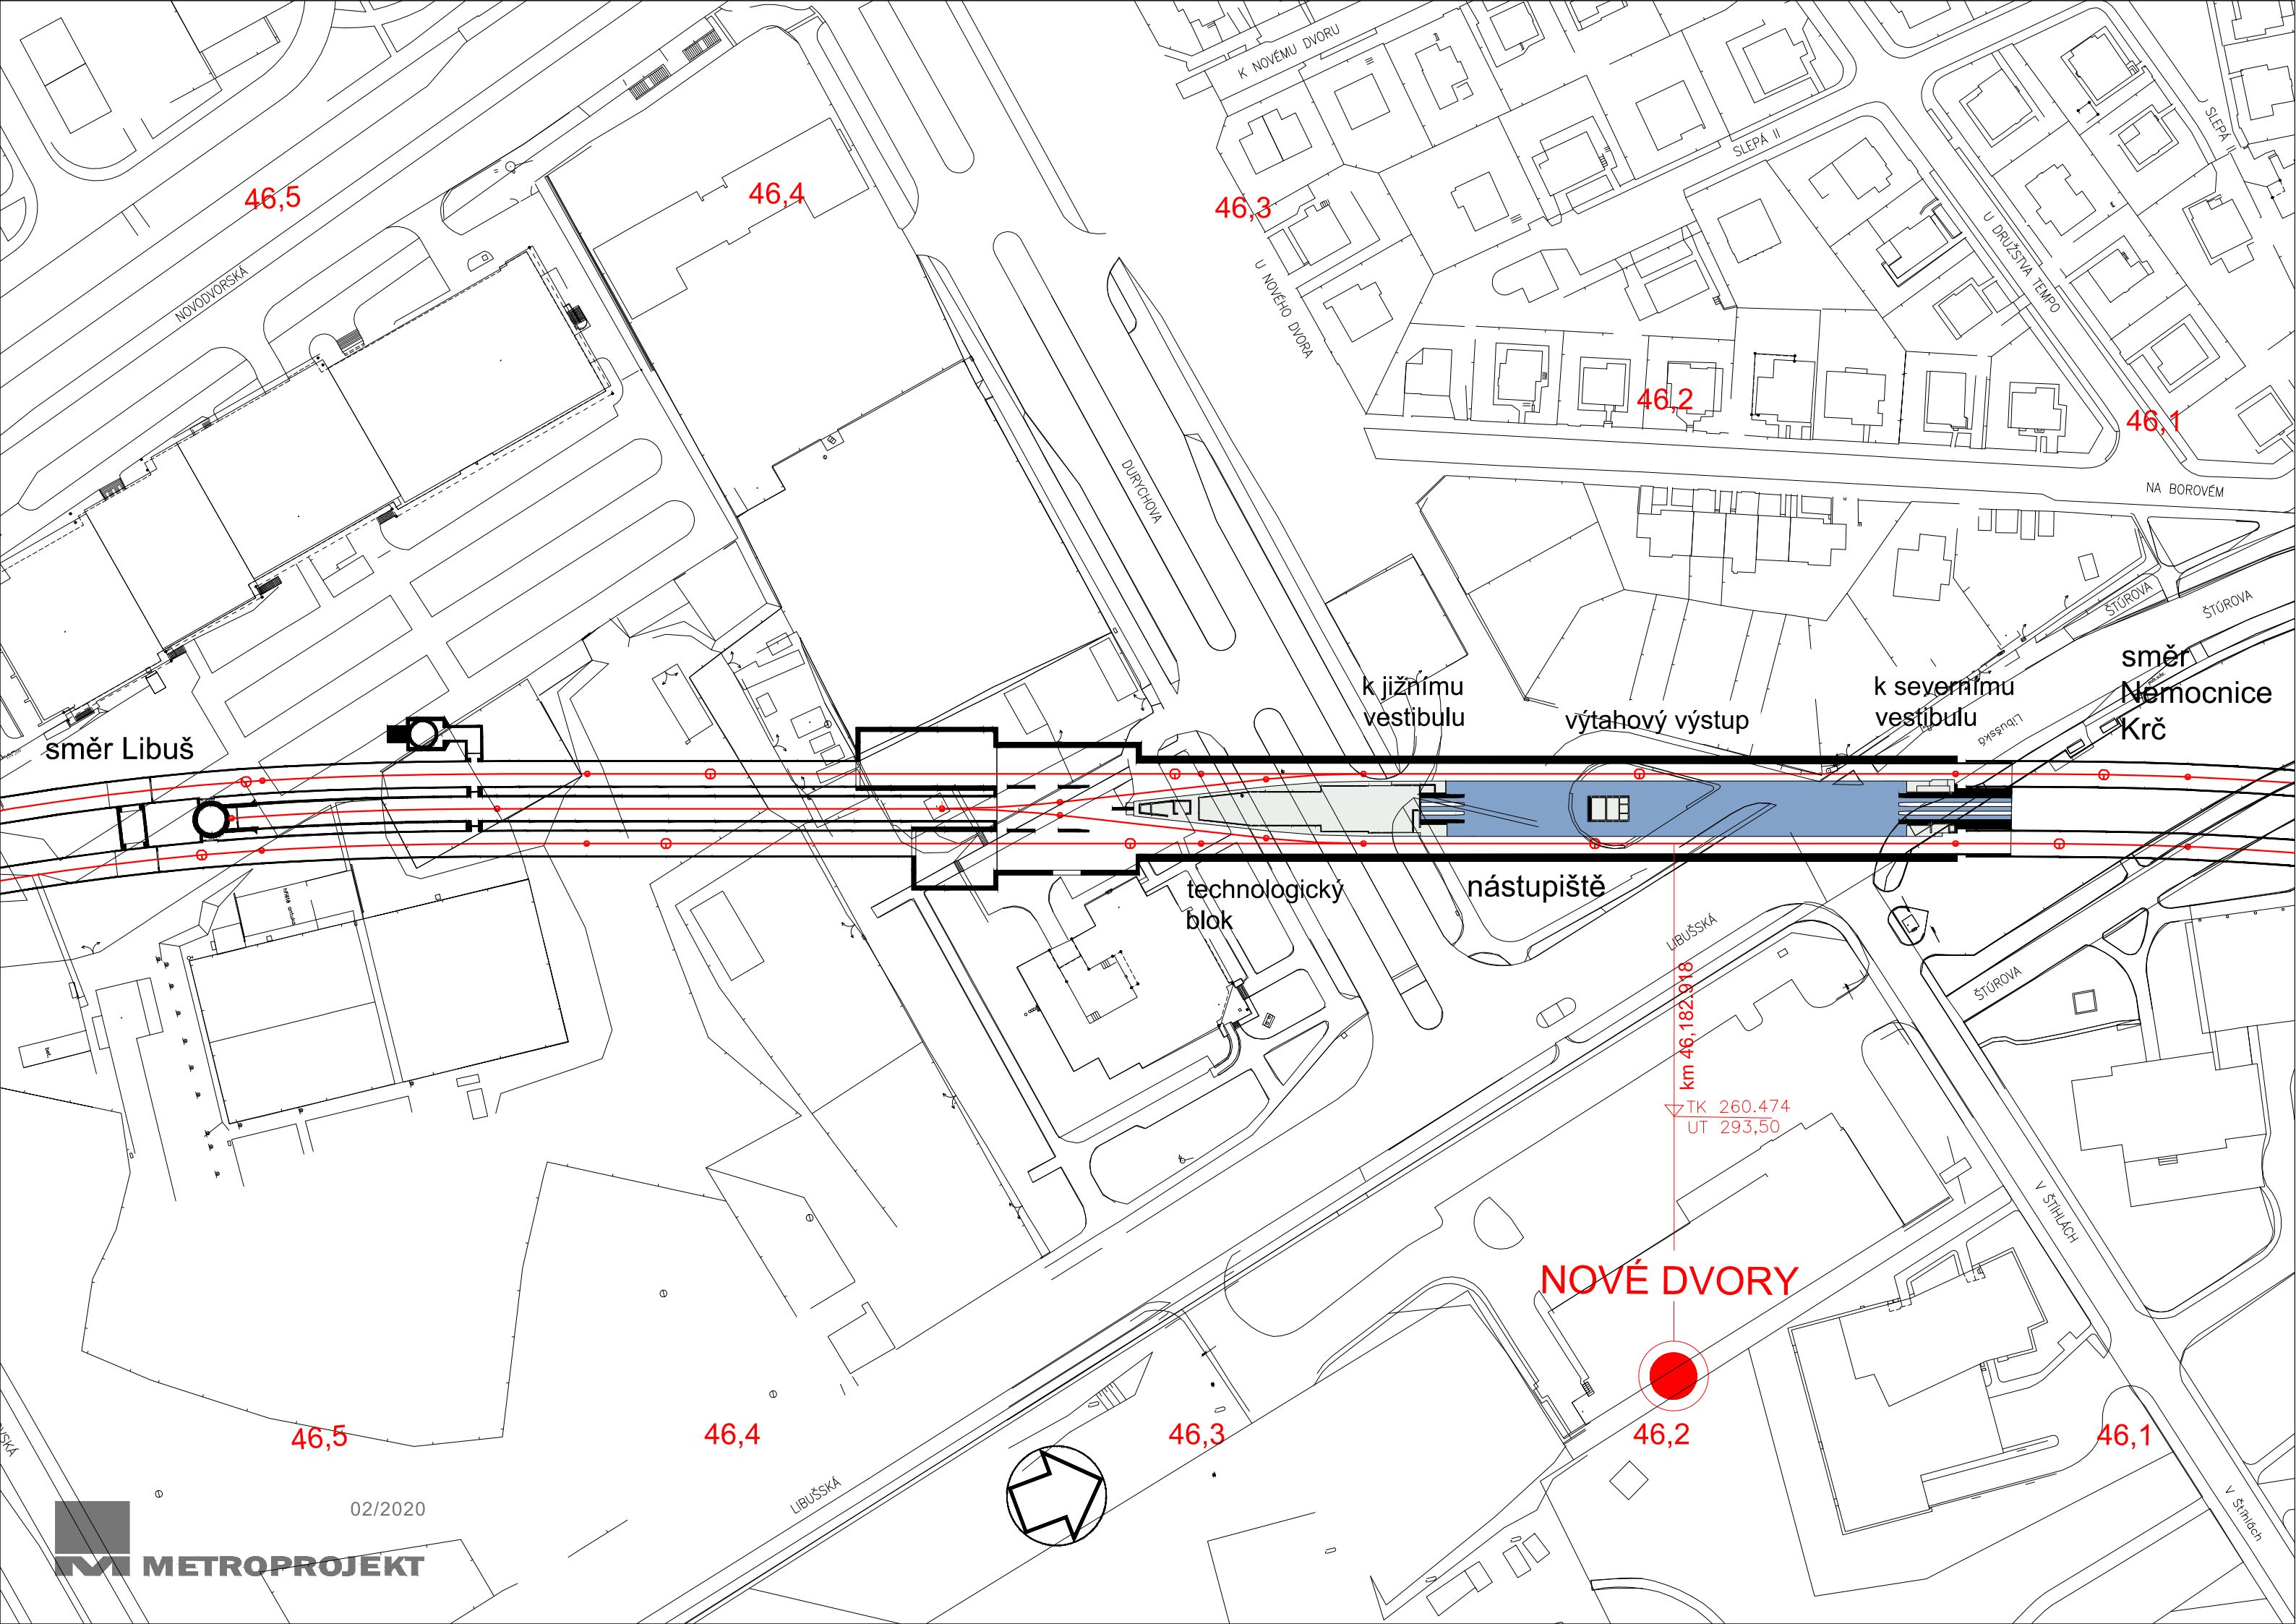 K NOVÉMU DVORU
SLEPÁ II
SLEPÁ II
46,5
46,4
46,3
U DRUŽSTVA TEMPO
U NOVÉHO DVORA
NOVODVORSKÁ
46,2
46,1
DURYCHOVA
NA BOROVÉM
ŠTÚROVA
ŠTÚROVA
směr
Nemocnice
Krč
k jižnímu
vestibulu
k severnímu
vestibulu
výtahový výstup
LIBUŠSKÁ
směr Libuš
technologický
blok
nástupiště
LIBUŠSKÁ
ŠTÚROVA
km 46,182.918
TK 260.474
UT 293,50
V ŠTÍHLÁCH
NOVÉ DVORY
46,5
46,4
46,3
46,2
46,1
LIBUŠSKÁ
V Štíhlách
02/2020
METROPROJEKT